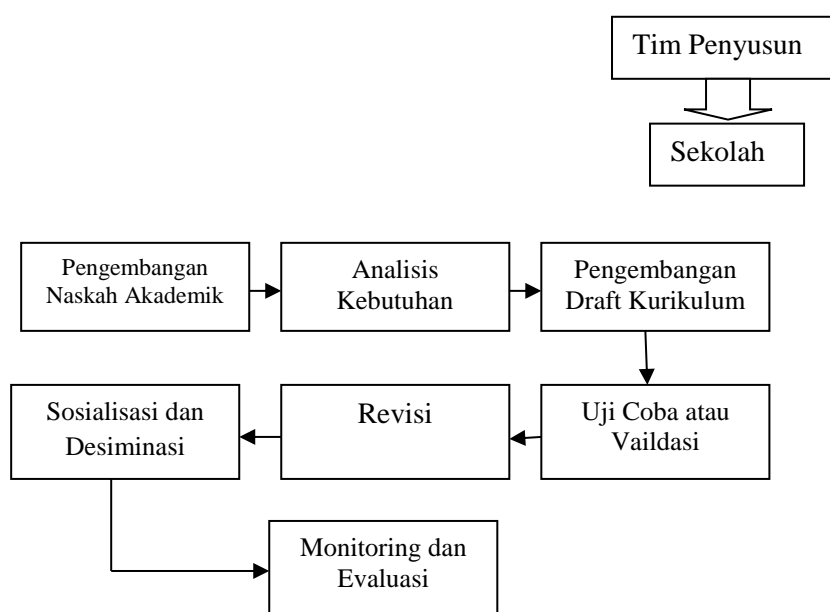 Tim Penyusun
Sekolah
Pengembangan
Naskah Akademik
Analisis
Kebutuhan
Pengembangan
Draft Kurikulum
Sosialisasi dan
Desiminasi
Revisi
Uji Coba atau
Vaildasi
Monitoring dan
Evaluasi